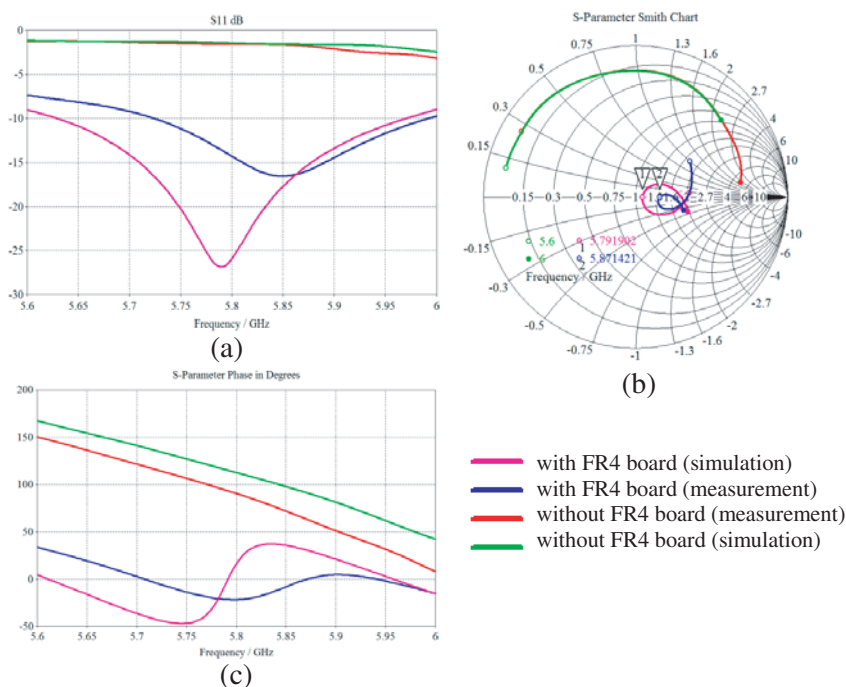 S11 dB
0
-5
-10
-15
-20
-25
-30
5.6 5.65 5.7 5.75 5.8 5.85 5.9 5.95 6
Frequency / GHz
(a)
S-Parameter Smith Chart
0.15 0.3 0.5 0.75 1 1.3 1.6 2 2.7 4 6 10
0.15 0.3 0.5 0.75 1 2.7 4 6 10
-0.15 -0.3 -0.5 -0.75 -1 -1.3 -1.6 -2 -2.7 -4 -6 -10
1 2
5.6
6
1 5.791902
2 5.871421
Frequency / GHz
(b)
S-Parameter Phase in Degrees
200
150
100
50
0
-50
5.6 5.65 5.7 5.75 5.8 5.85 5.9 5.95 6
Frequency / GHz
(c)
with FR4 board (simulation)
with FR4 board (measurement)
without FR4 board (measurement)
without FR4 board (simulation)